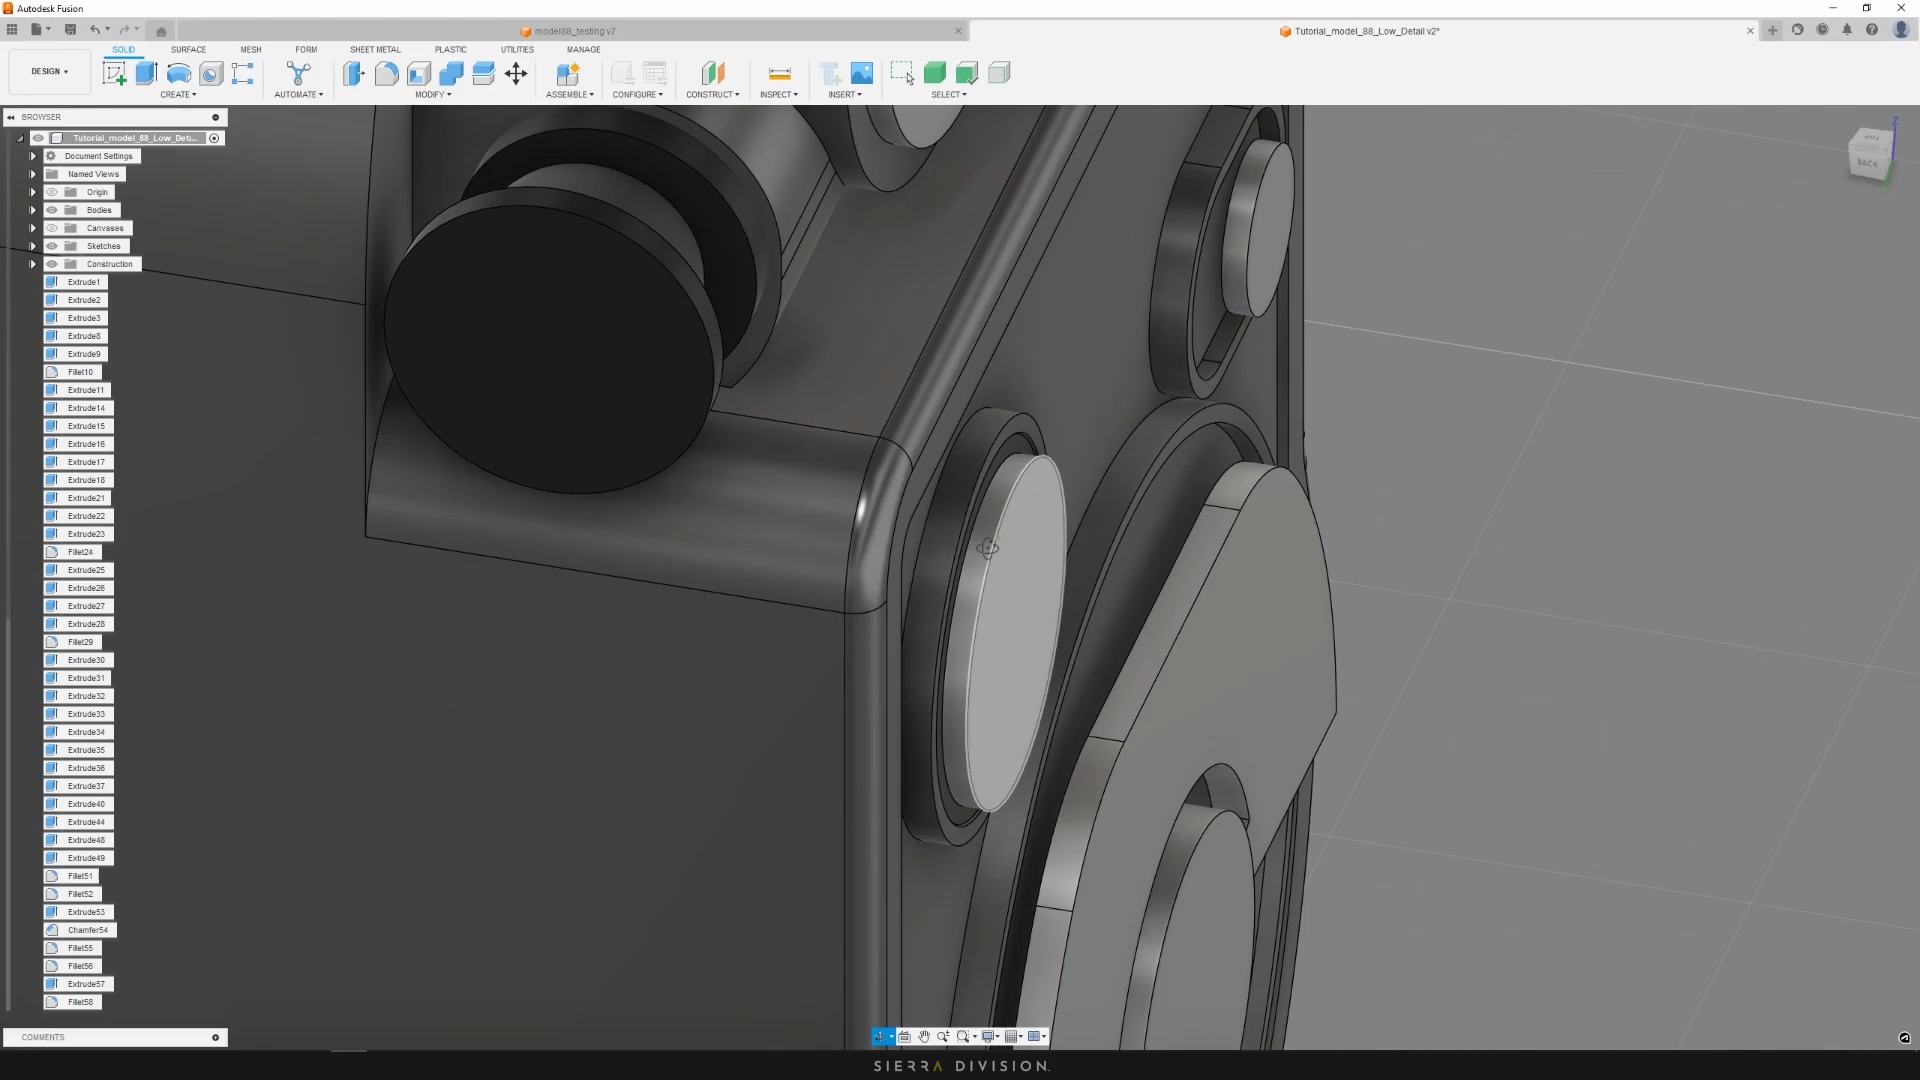 Autodesk Fusion
model88_testing v7
Tutorial_model_88_Low_Detail v2*
SOLID SURFACE MESH FORM SHEET METAL PLASTIC UTILITIES MANAGE
DESIGN
CREATE AUTOMATE MODIFY ASSEMBLE CONFIGURE CONSTRUCT INSPECT INSERT SELECT
BROWSER
Tutorial_model_88_Low_Det...
Document Settings
Named Views
Origin
Bodies
Canvases
Sketches
Construction
Extrude1
Extrude2
Extrude3
Extrude8
Extrude9
Fillet10
Extrude11
Extrude14
Extrude15
Extrude16
Extrude17
Extrude18
Extrude21
Extrude22
Extrude23
Fillet24
Extrude25
Extrude26
Extrude27
Extrude28
Fillet29
Extrude30
Extrude31
Extrude32
Extrude33
Extrude34
Extrude35
Extrude36
Extrude37
Extrude40
Extrude44
Extrude48
Extrude49
Fillet51
Fillet52
Extrude53
Chamfer54
Fillet55
Fillet56
Extrude57
Fillet58
COMMENTS
TOP
BACK
Z
SIERRA DIVISION